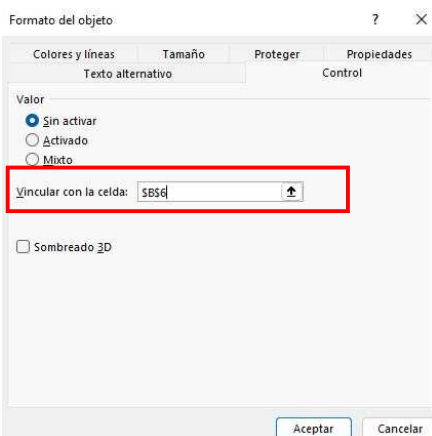 Formato del objeto ? ✕
Colores y líneas Tamaño Proteger Propiedades
Texto alternativo Control
Valor
Sin activar
Activado
Mixto
Vincular con la celda: $B$6
Sombreado 3D
Aceptar Cancelar